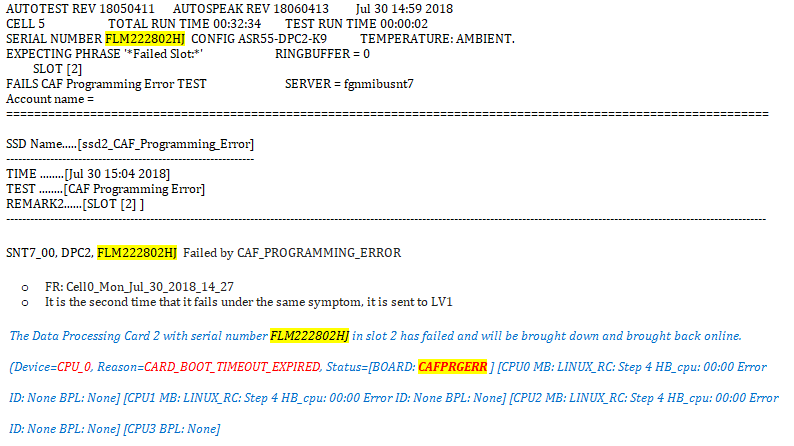 AUTOTEST REV 18050411 AUTOSPEAK REV 18060413 Jul 30 14:59 2018
CELL 5 TOTAL RUN TIME 00:32:34 TEST RUN TIME 00:00:02
SERIAL NUMBER FLM222802HJ CONFIG ASR55-DPC2-K9 TEMPERATURE: AMBIENT.
EXPECTING PHRASE '*Failed Slot:*' RINGBUFFER = 0
SLOT [2]
FAILS CAF Programming Error TEST SERVER = fgnmibusnt7
Account name =
==============================================================================================
SSD Name.....[ssd2_CAF_Programming_Error]
--------------------------------------------------------------
TIME ........[Jul 30 15:04 2018]
TEST ........[CAF Programming Error]
REMARK2......[SLOT [2] ]
----------------------------------------------------------------------------------------------
SNT7_00, DPC2, FLM222802HJ Failed by CAF_PROGRAMMING_ERROR
o FR: Cell0_Mon_Jul_30_2018_14_27
o It is the second time that it fails under the same symptom, it is sent to LV1
The Data Processing Card 2 with serial number FLM222802HJ in slot 2 has failed and will be brought down and brought back online.
(Device=CPU_0, Reason=CARD_BOOT_TIMEOUT_EXPIRED, Status=[BOARD: CAFPRGERR ] [CPU0 MB: LINUX_RC: Step 4 HB_cpu: 00:00 Error
ID: None BPL: None] [CPU1 MB: LINUX_RC: Step 4 HB_cpu: 00:00 Error ID: None BPL: None] [CPU2 MB: LINUX_RC: Step 4 HB_cpu: 00:00 Error
ID: None BPL: None] [CPU3 BPL: None]